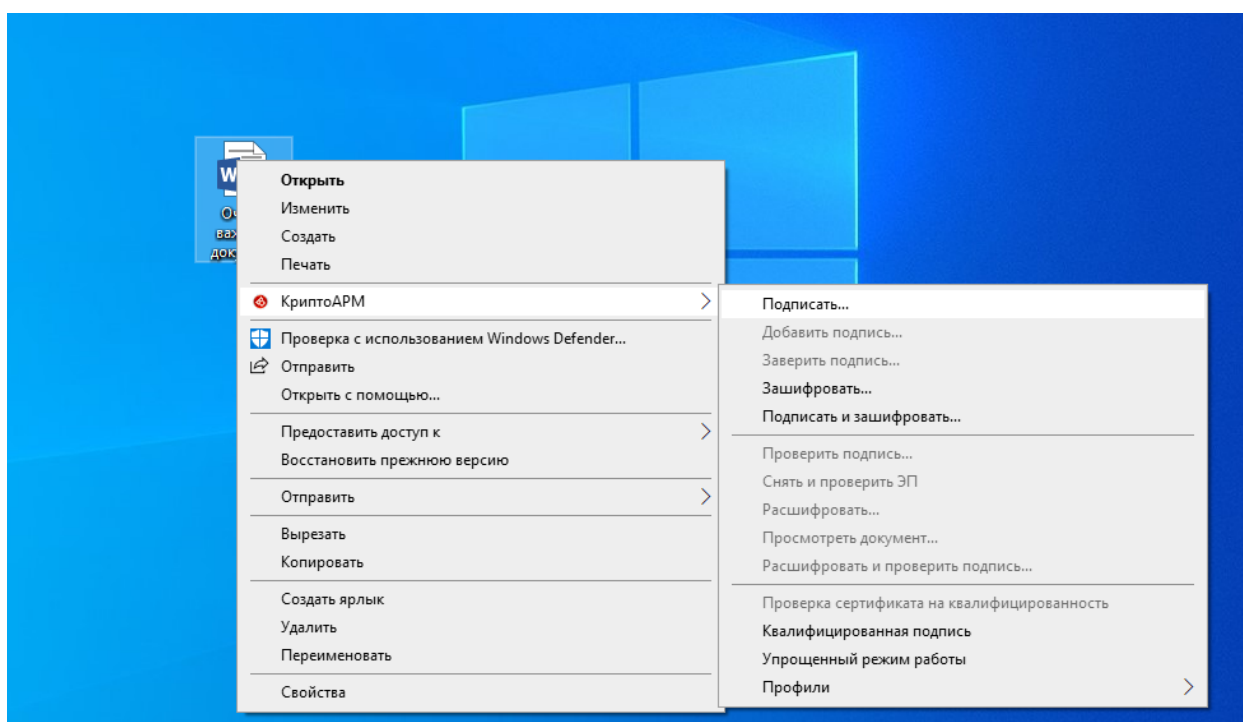 W
Открыть
Изменить
Создать
Печать
КриптоАРМ
Проверка с использованием Windows Defender...
Отправить
Открыть с помощью...
Предоставить доступ к
Восстановить прежнюю версию
Отправить
Вырезать
Копировать
Создать ярлык
Удалить
Переименовать
Свойства
Подписать...
Добавить подпись...
Заверить подпись...
Зашифровать...
Подписать и зашифровать...
Проверить подпись...
Снять и проверить ЭП
Расшифровать...
Просмотреть документ...
Расшифровать и проверить подпись...
Проверка сертификата на квалифицированность
Квалифицированная подпись
Упрощенный режим работы
Профили